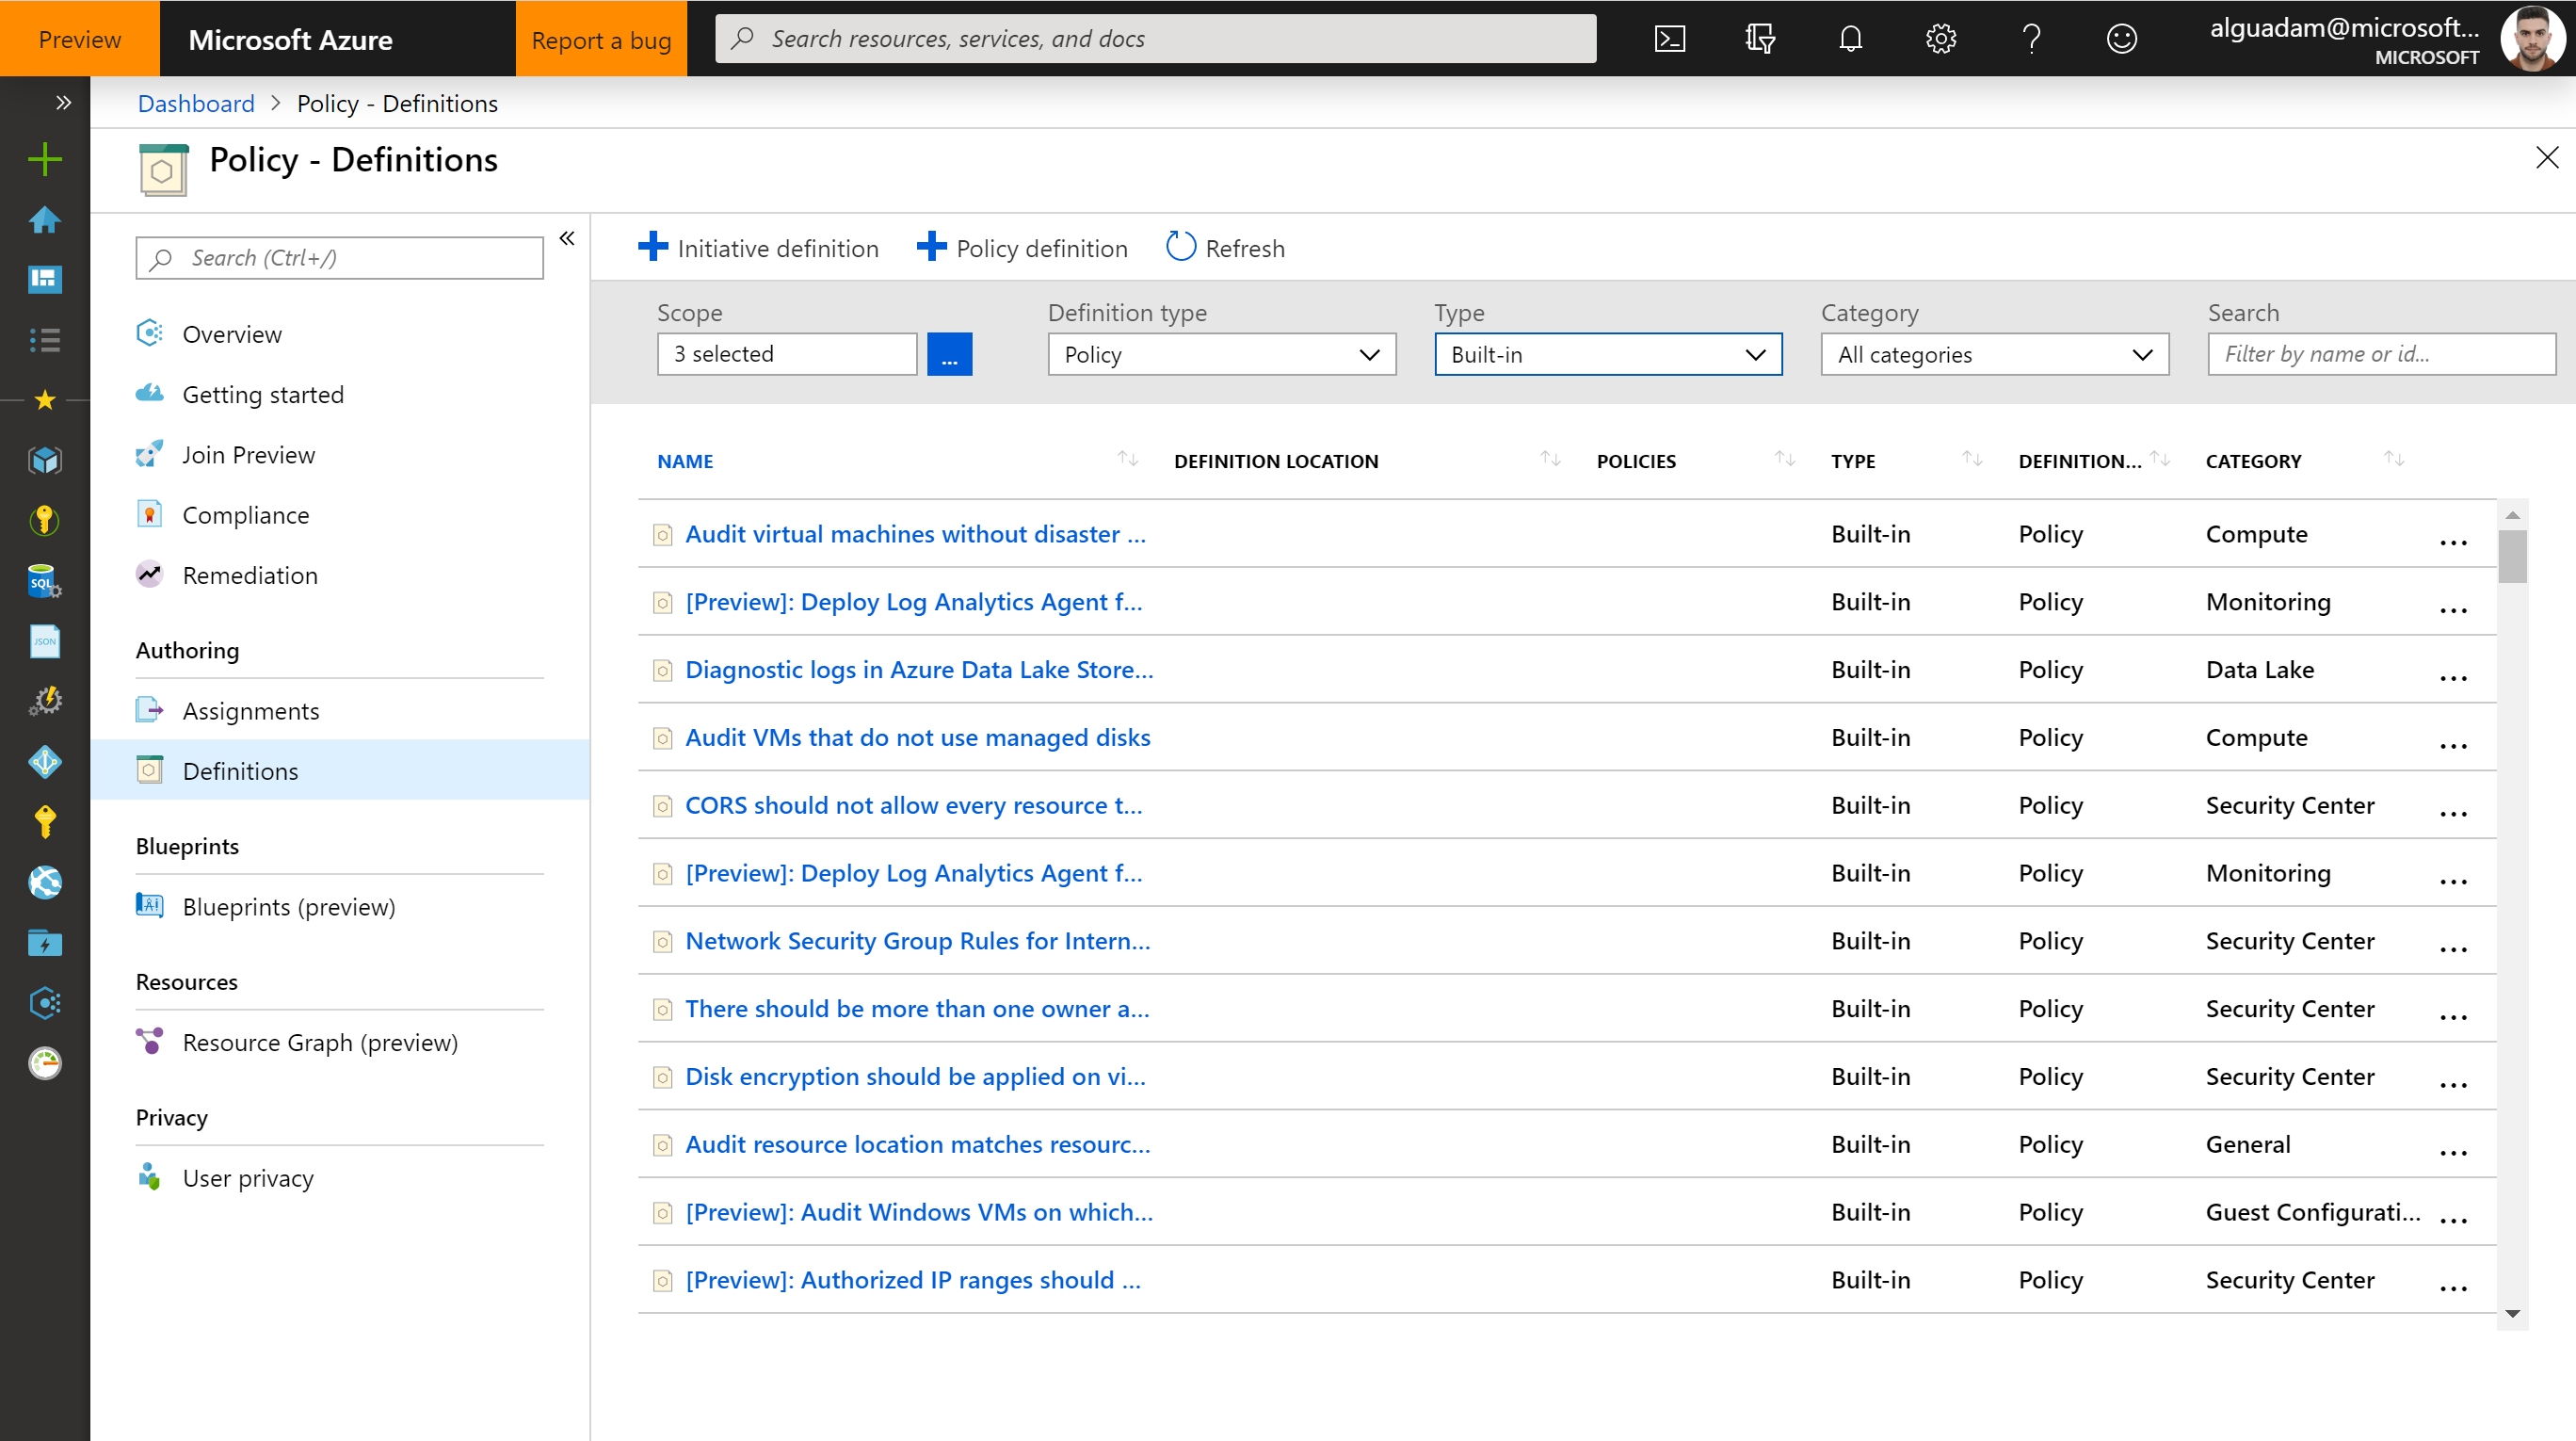 Preview
Microsoft Azure
Report a bug
Search resources, services, and docs
alguadam@microsoft...
MICROSOFT
Dashboard > Policy - Definitions
Policy - Definitions
Search (Ctrl+/)
Overview
Getting started
Join Preview
Compliance
Remediation
Authoring
Assignments
Definitions
Blueprints
Blueprints (preview)
Resources
Resource Graph (preview)
Privacy
User privacy
SQL
JSON
Initiative definition Policy definition Refresh
Scope Definition type Type Category Search
3 selected ... Policy Built-in All categories Filter by name or id...
NAME DEFINITION LOCATION POLICIES TYPE DEFINITION... CATEGORY
Audit virtual machines without disaster ... Built-in Policy Compute ...
[Preview]: Deploy Log Analytics Agent f... Built-in Policy Monitoring ...
Diagnostic logs in Azure Data Lake Store... Built-in Policy Data Lake ...
Audit VMs that do not use managed disks Built-in Policy Compute ...
CORS should not allow every resource t... Built-in Policy Security Center ...
[Preview]: Deploy Log Analytics Agent f... Built-in Policy Monitoring ...
Network Security Group Rules for Intern... Built-in Policy Security Center ...
There should be more than one owner a... Built-in Policy Security Center ...
Disk encryption should be applied on vi... Built-in Policy Security Center ...
Audit resource location matches resourc... Built-in Policy General ...
[Preview]: Audit Windows VMs on which... Built-in Policy Guest Configurati... ...
[Preview]: Authorized IP ranges should ... Built-in Policy Security Center ...